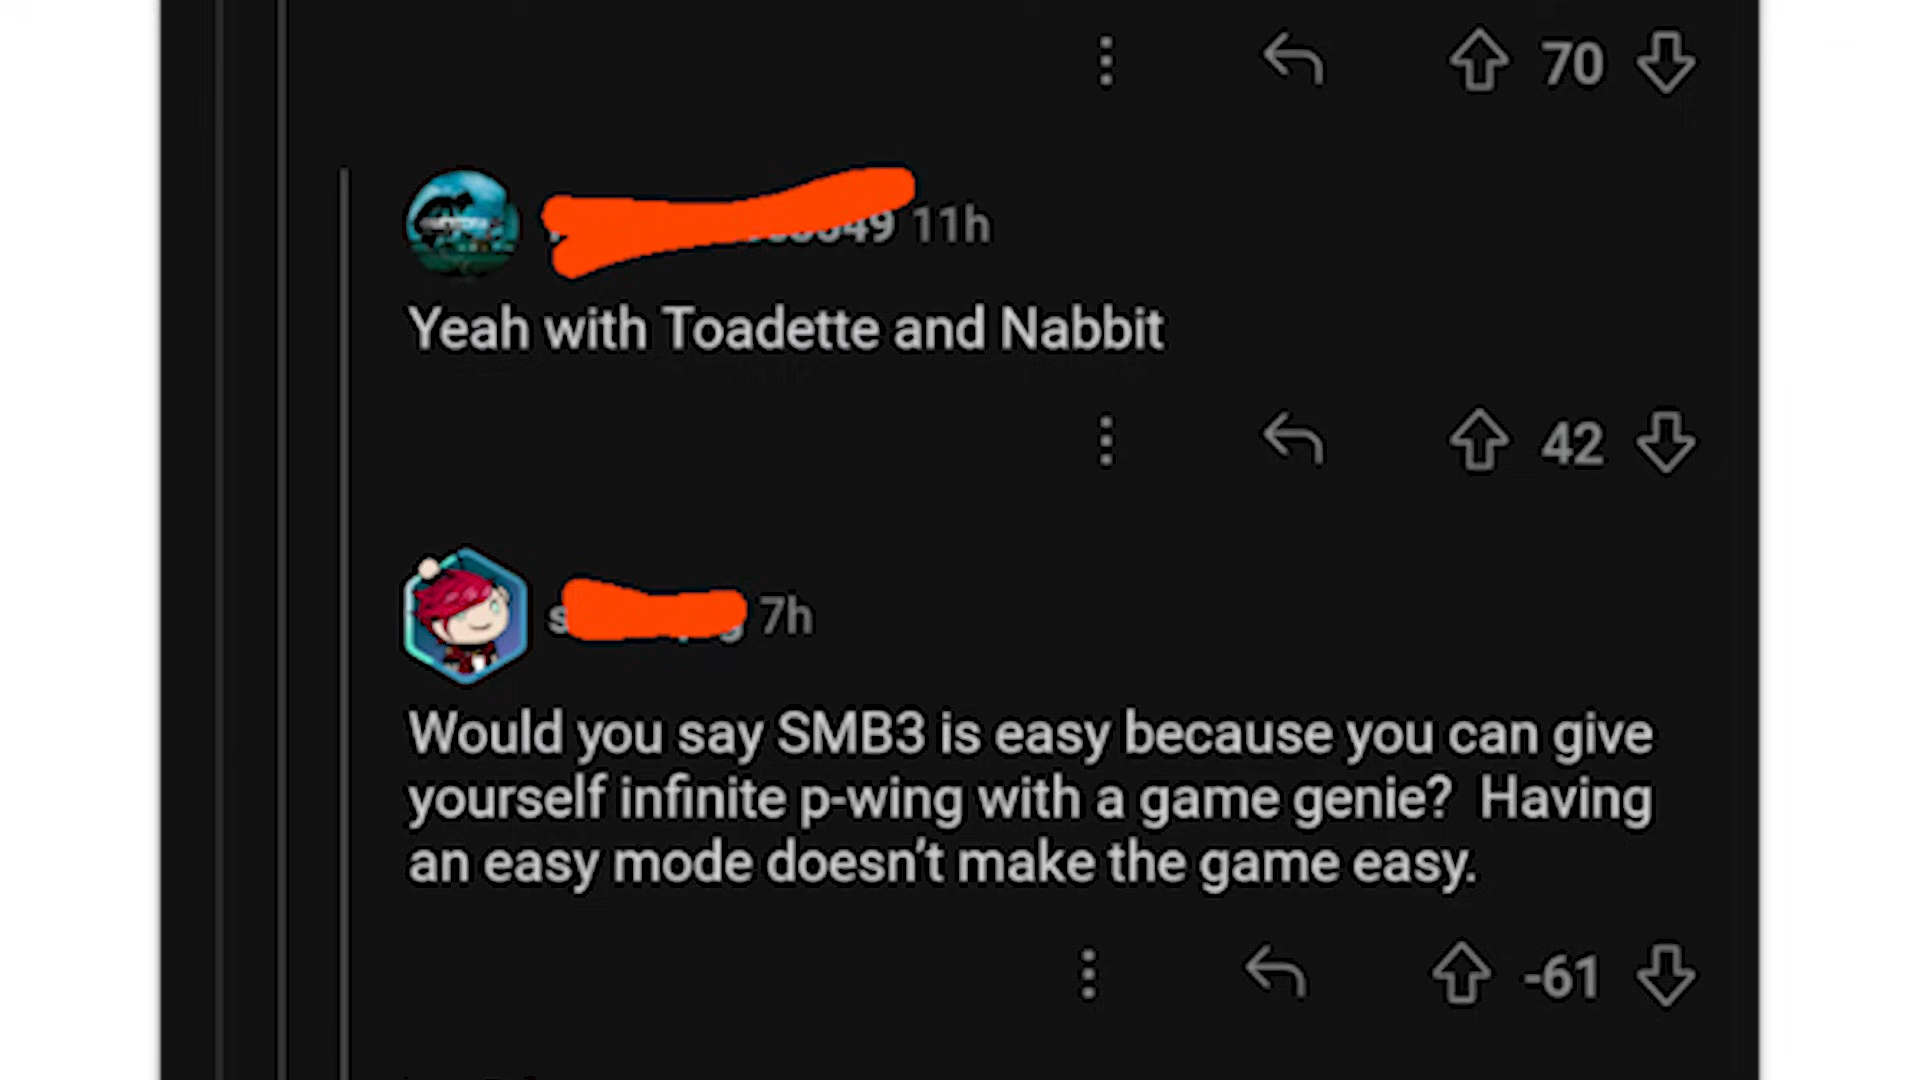 70
49 11h
Yeah with Toadette and Nabbit
42
s 7h
Would you say SMB3 is easy because you can give
yourself infinite p-wing with a game genie? Having
an easy mode doesn’t make the game easy.
-61